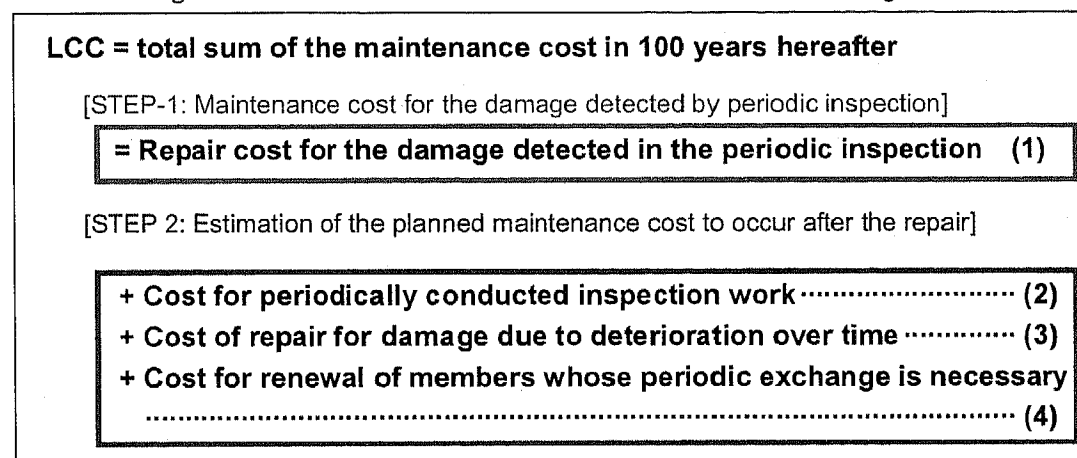 LCC = total sum of the maintenance cost in 100 years hereafter
[STEP-1: Maintenance cost for the damage detected by periodic inspection]
= Repair cost for the damage detected in the periodic inspection (1)
[STEP 2: Estimation of the planned maintenance cost to occur after the repair]
+ Cost for periodically conducted inspection work ·························· (2)
+ Cost of repair for damage due to deterioration over time ·············· (3)
+ Cost for renewal of members whose periodic exchange is necessary
········································································································ (4)